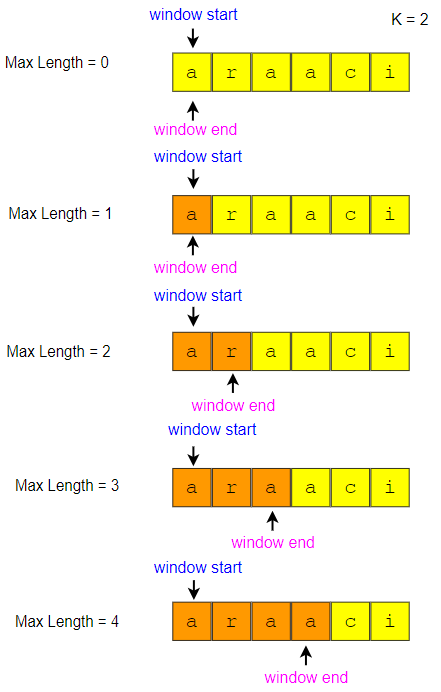 window start
K = 2
Max Length = 0
a r a a c i
window end
window start
Max Length = 1
a r a a c i
window end
window start
Max Length = 2
a r a a c i
window end
window start
Max Length = 3
a r a a c i
window end
window start
Max Length = 4
a r a a c i
window end